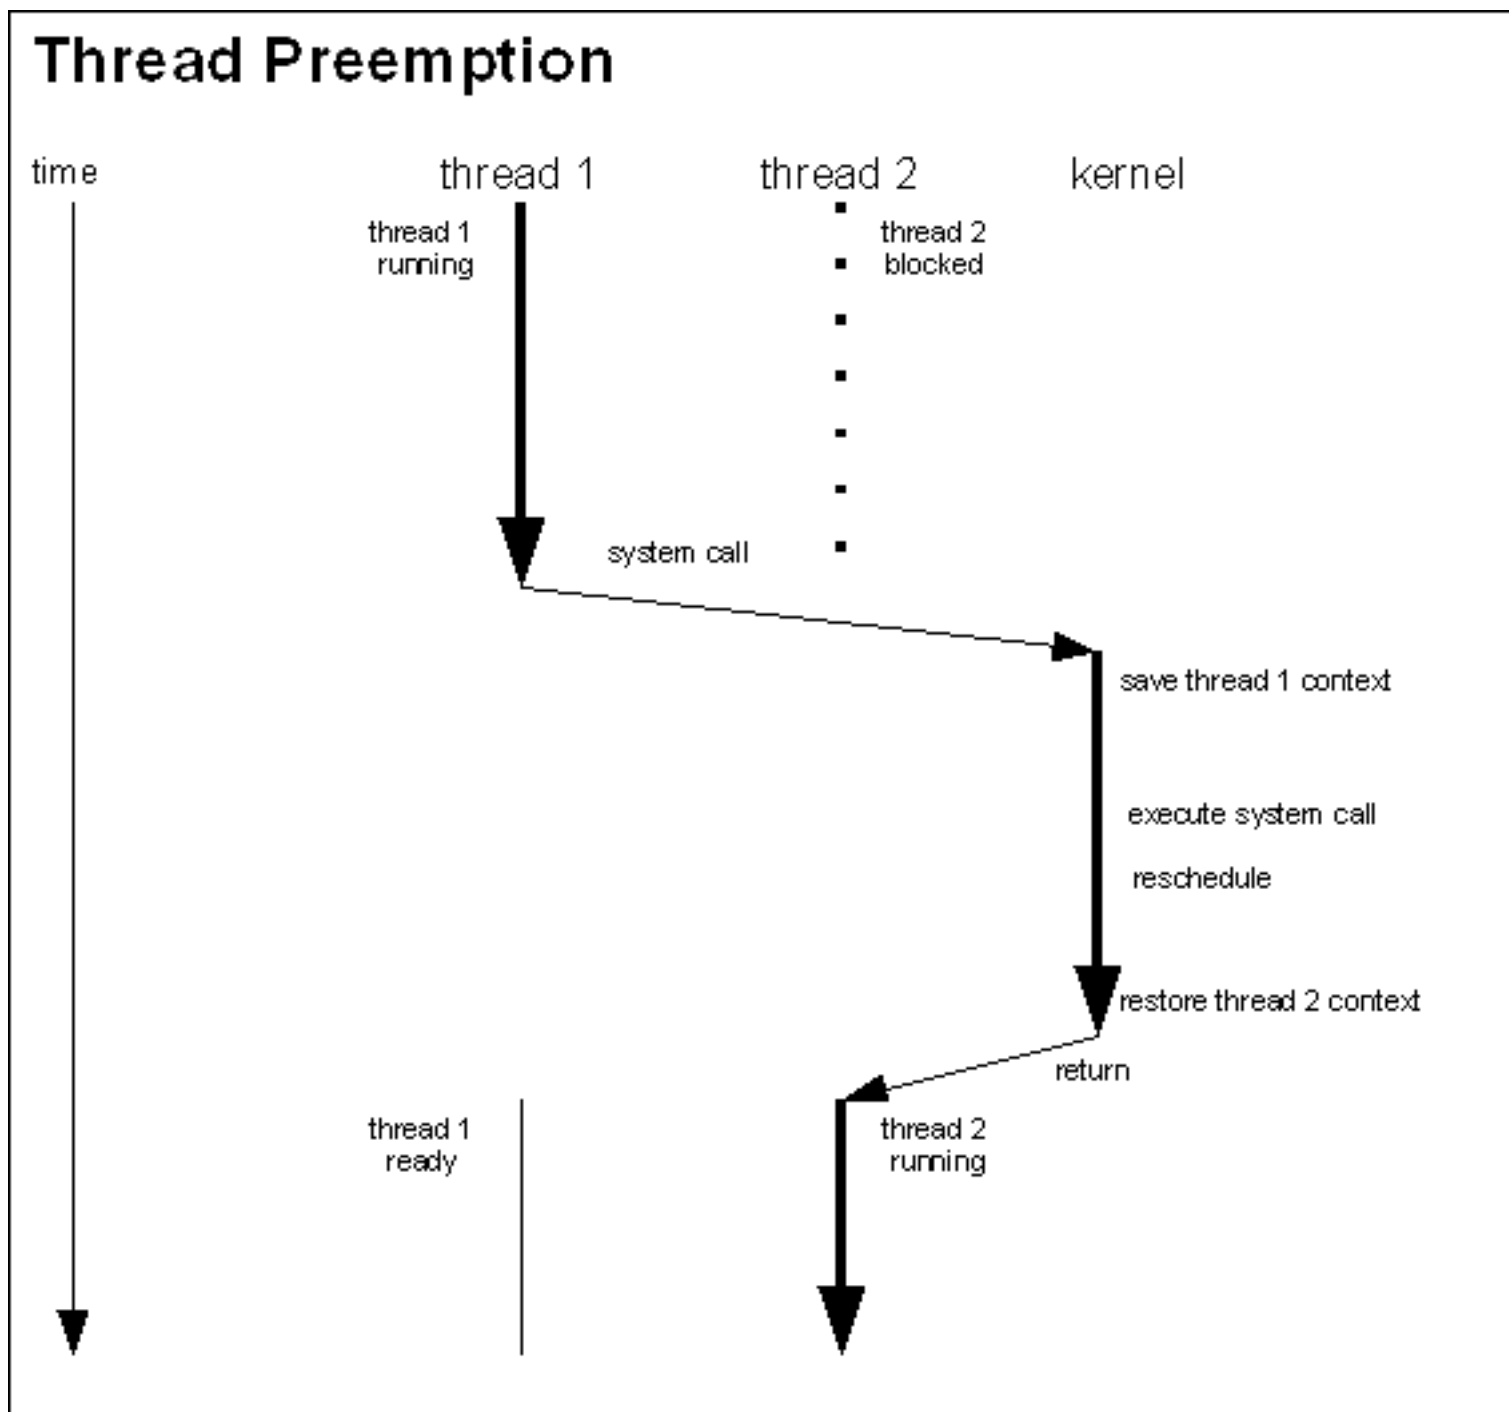 Thread Preemption
time
thread 1
thread 2
kernel
thread 1
running
thread 2
blocked
system call
save thread 1 context
execute system call
reschedule
restore thread 2 context
return
thread 1
ready
thread 2
running